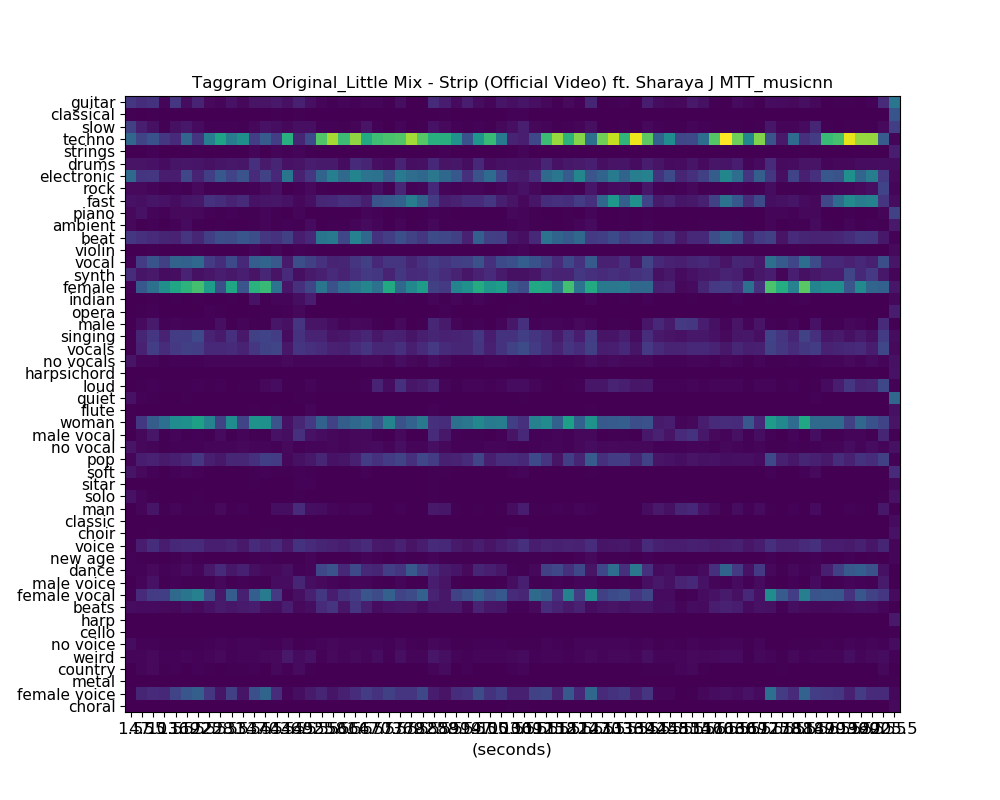 Taggram Original_Little Mix - Strip (Official Video) ft. Sharaya J MTT_musicnn
guitar
classical
slow
techno
strings
drums
electronic
rock
fast
piano
ambient
beat
violin
vocal
synth
female
indian
opera
male
singing
vocals
no vocals
harpsichord
loud
quiet
flute
woman
male vocal
no vocal
pop
soft
sitar
solo
man
classic
choir
voice
new age
dance
male voice
female vocal
beats
harp
cello
no voice
weird
country
metal
female voice
choral
(seconds)